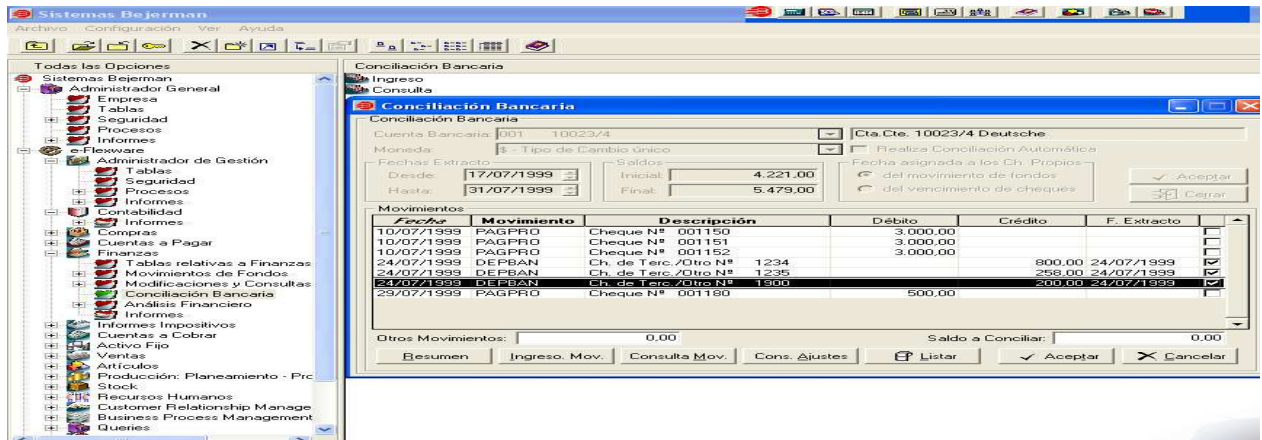 Sistemas Bejerman
Archivo Configuración Ver Ayuda
Todas las Opciones
Sistemas Bejerman
Administrador General
Empresa
Tablas
Seguridad
Procesos
Informes
e-Flexware
Administrador de Gestión
Tablas
Seguridad
Procesos
Informes
Contabilidad
Informes
Compras
Cuentas a Pagar
Finanzas
Tablas relativas a Finanzas
Movimientos de Fondos
Modificaciones y Consultas
Conciliación Bancaria
Análisis Financiero
Informes
Informes Impositivos
Cuentas a Cobrar
Activo Fijo
Ventas
Artículos
Producción: Planeamiento - Prc
Stock
Recursos Humanos
Customer Relationship Manage
Business Process Management
Queries
Conciliación Bancaria
Ingreso
Consulta
Conciliación Bancaria
Conciliación Bancaria
Cuenta Bancaria: 001 10023/4 Cta.Cte. 10023/4 Deutsche
Moneda: $ - Tipo de Cambio único Realiza Conciliación Automática
Fechas Extracto Saldos Fecha asignada a los Ch. Propios
Desde: 17/07/1999 Inicial: 4.221,00 del movimiento de fondos Aceptar
Hasta: 31/07/1999 Final: 5.479,00 del vencimiento de cheques Cerrar
Movimientos
Fecha Movimiento Descripción Débito Crédito F. Extracto
10/07/1999 PAGPRO Cheque Nº 001150 3.000,00
10/07/1999 PAGPRO Cheque Nº 001151 3.000,00
10/07/1999 PAGPRO Cheque Nº 001152 3.000,00
24/07/1999 DEPBAN Ch. de Terc./Otro Nº 1234 800,00 24/07/1999
24/07/1999 DEPBAN Ch. de Terc./Otro Nº 1235 258,00 24/07/1999
24/07/1999 DEPBAN Ch. de Terc./Otro Nº 1900 200,00 24/07/1999
29/07/1999 PAGPRO Cheque Nº 001180 500,00
Otros Movimientos: 0,00 Saldo a Conciliar: 0,00
Resumen Ingreso. Mov. Consulta Mov. Cons. Ajustes Listar Aceptar Cancelar